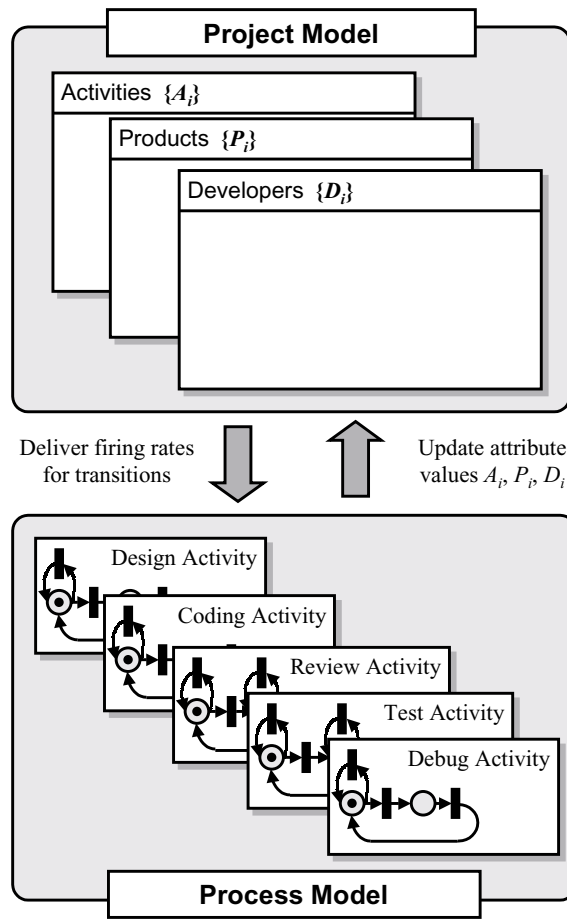 Project Model
Activities {Ai}
Products {Pi}
Developers {Di}
Deliver firing rates
for transitions
Update attribute
values Ai, Pi, Di
Design Activity
Coding Activity
Review Activity
Test Activity
Debug Activity
Process Model